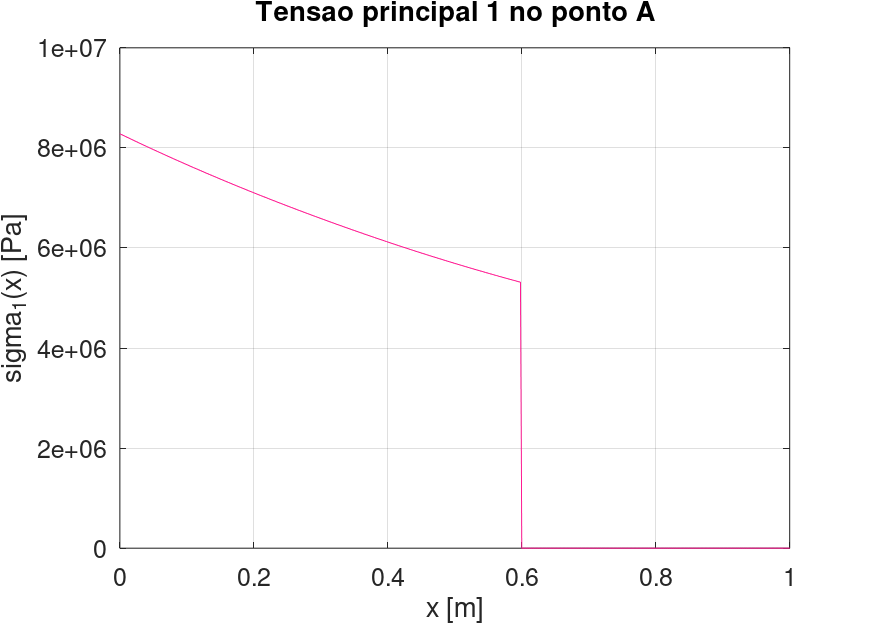 Tensao principal 1 no ponto A
1e+07
8e+06
6e+06
4e+06
2e+06
0
sigma₁(x) [Pa]
0 0.2 0.4 0.6 0.8 1
x [m]